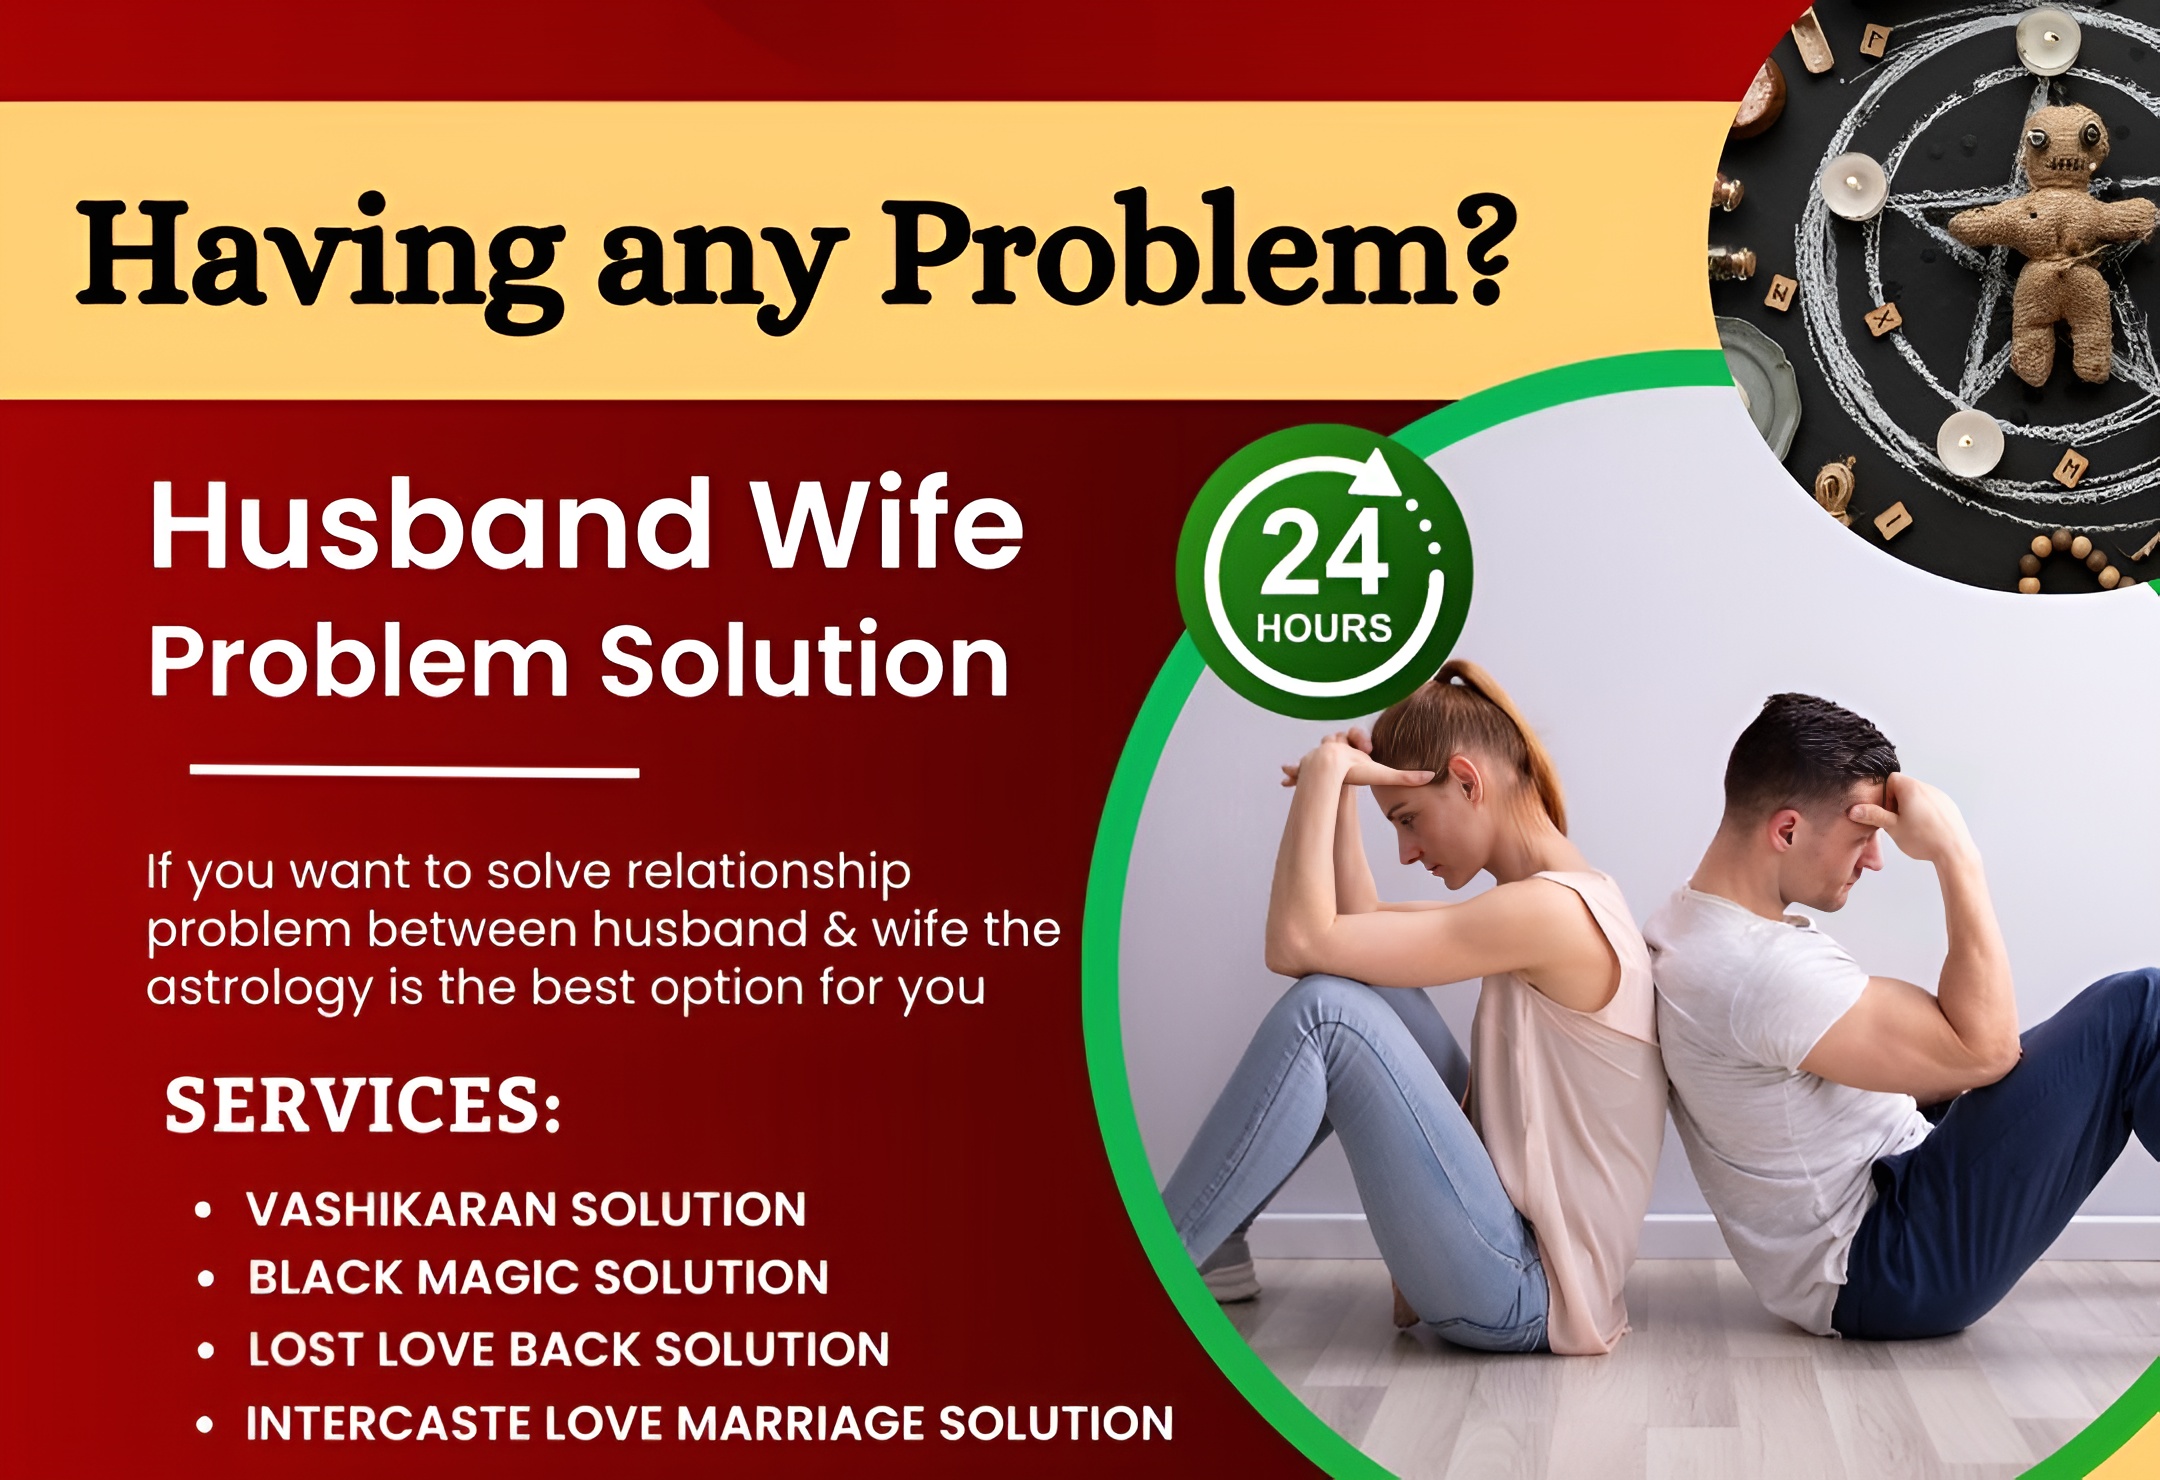 Having any Problem?
Husband Wife
Problem Solution
24
HOURS
If you want to solve relationship
problem between husband & wife the
astrology is the best option for you
SERVICES:
• VASHIKARAN SOLUTION
• BLACK MAGIC SOLUTION
• LOST LOVE BACK SOLUTION
• INTERCASTE LOVE MARRIAGE SOLUTION